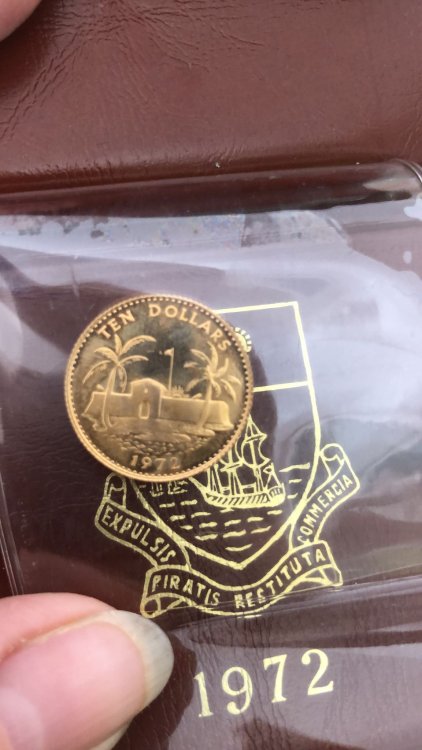 TEN DOLLARS
1972
EXPULSIS
PIRATIS RESTITUTA
COMMERCIA
1972